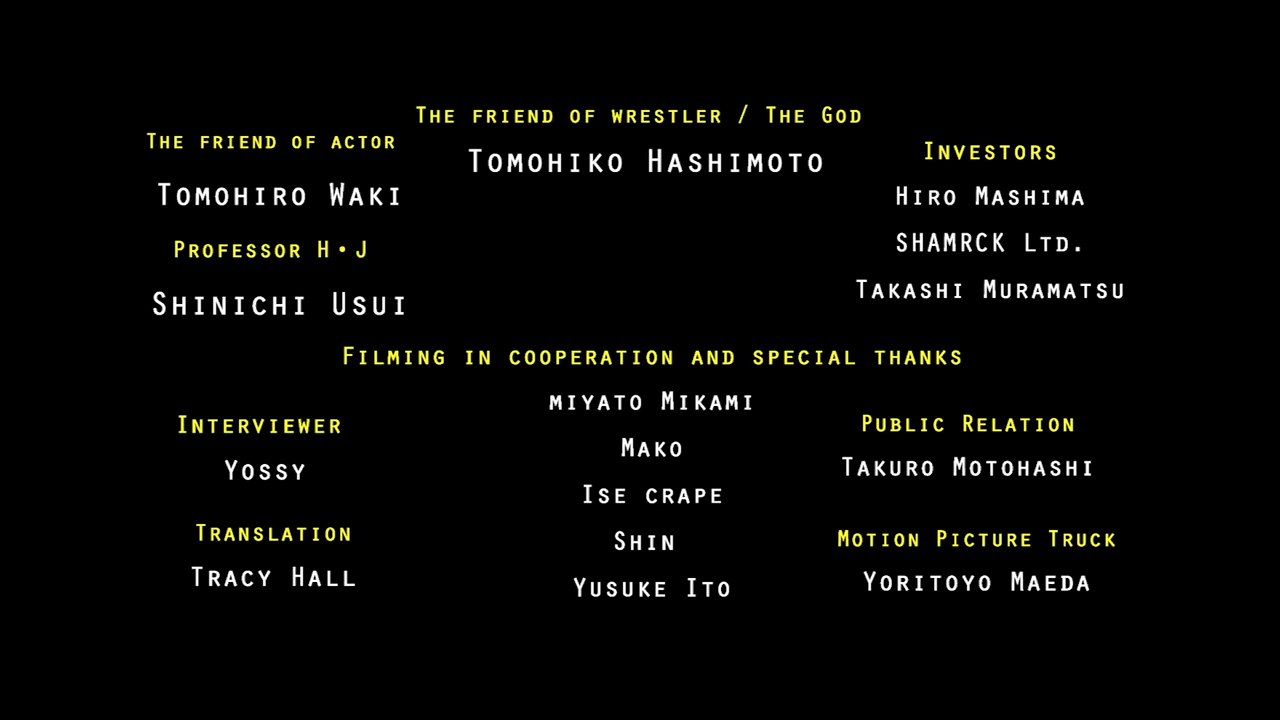 The friend of wrestler / The God
Tomohiko Hashimoto
The friend of actor
Tomohiro Waki
Professor H・J
Shinichi Usui
Investors
Hiro Mashima
SHAMRCK Ltd.
Takashi Muramatsu
Filming in cooperation and special thanks
miyato Mikami
Mako
Ise crape
Shin
Yusuke Ito
Interviewer
Yossy
Translation
Tracy Hall
Public Relation
Takuro Motohashi
Motion Picture Truck
Yoritoyo Maeda